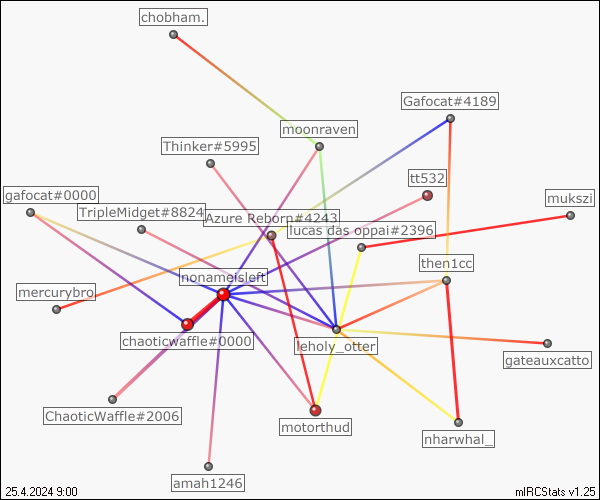 chobham.
Gafocat#4189
moonraven
Thinker#5995
tt532
gafocat#0000
mukszi
TripleMidget#8824
Azure Reborn#4243
lucas das oppai#2396
then1cc
nonameisleft
mercurybro
chaoticwaffle#0000
leholy_otter
gateauxcatto
ChaoticWaffle#2006
motorthud
nharwhal_
amah1246
25.4.2024 9:00
mIRCStats v1.25